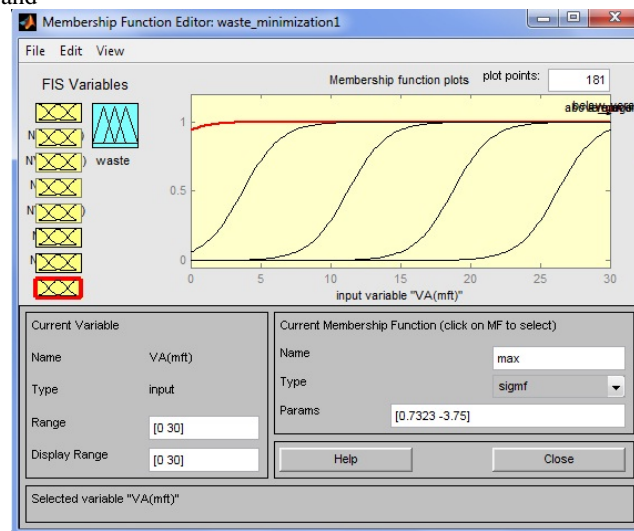 and
Membership Function Editor: waste_minimization1
File Edit View
FIS Variables
Membership function plots
plot points:
181
waste
1
0.5
0
0 5 10 15 20 25 30
input variable "VA(mft)"
Current Variable
Name VA(mft)
Type input
Range [0 30]
Display Range [0 30]
Current Membership Function (click on MF to select)
Name max
Type sigmf
Params [0.7323 -3.75]
Help Close
Selected variable "VA(mft)"